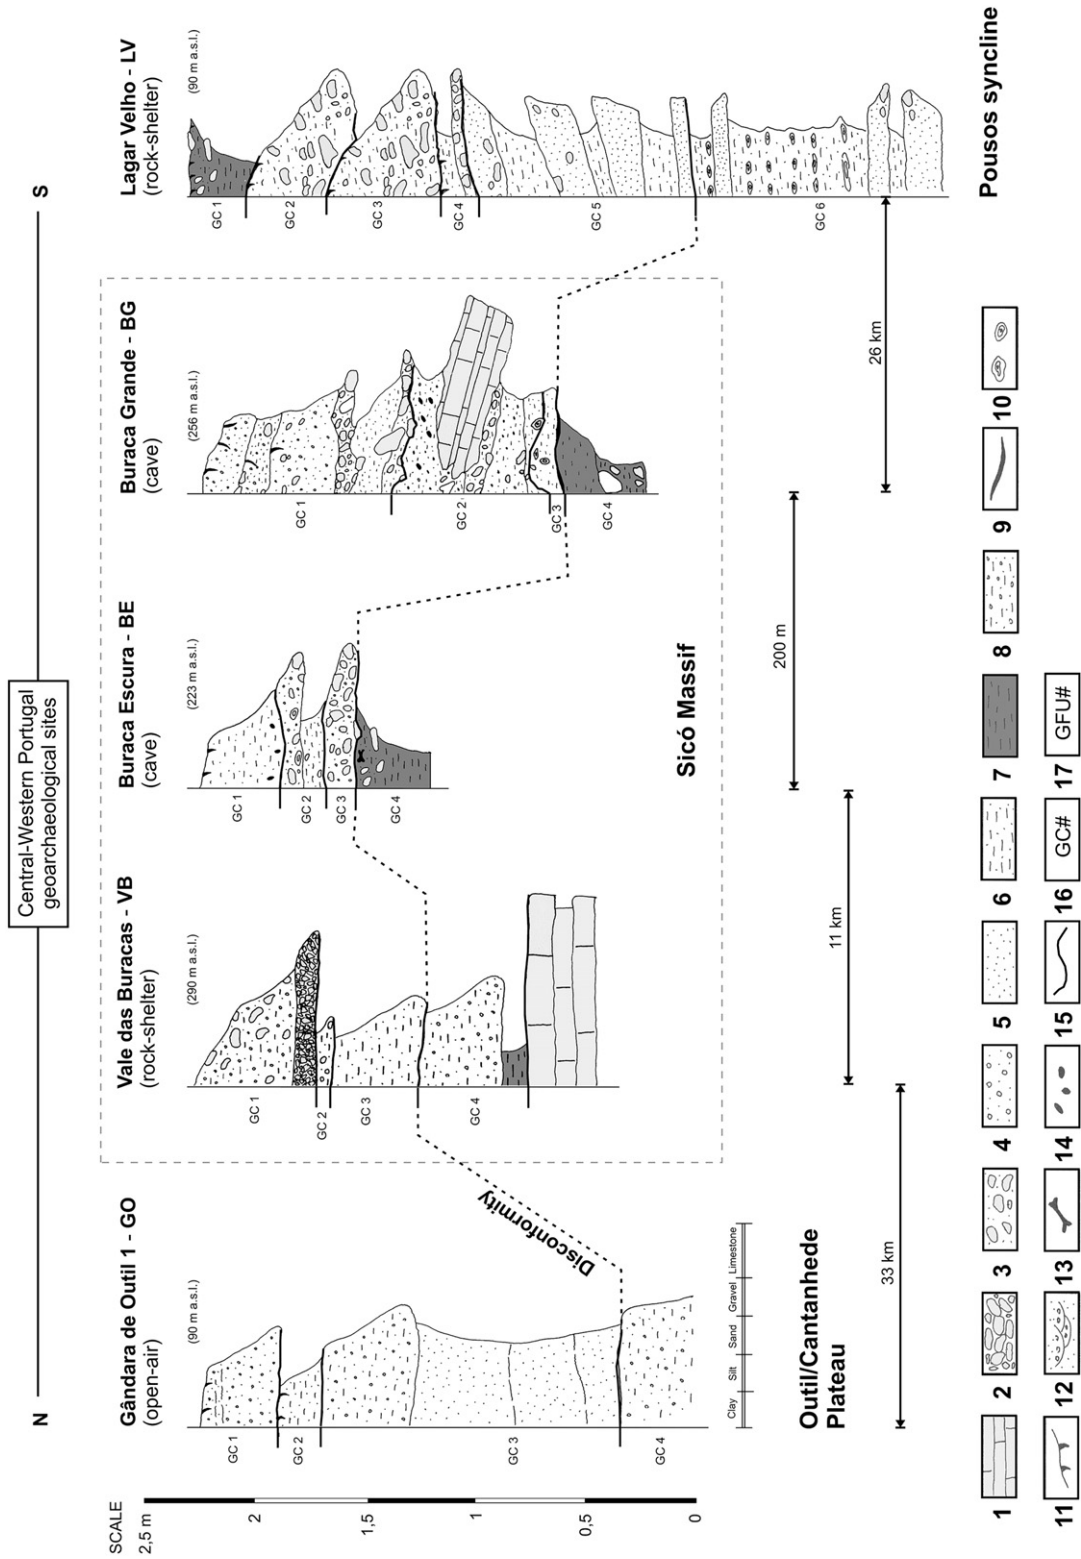 Central-Western Portugal
geoarchaeological sites
N
S
SCALE
2,5 m
2
1,5
1
0,5
0
Gândara de Outil 1 - GO
(open-air)
(90 m a.s.l.)
GC 1
GC 2
GC 3
GC 4
Clay
Silt
Sand
Gravel
Limestone
Outil/Cantanhede
Plateau
Disconformity
Vale das Buracas - VB
(rock-shelter)
(290 m a.s.l.)
GC 1
GC 2
GC 3
GC 4
Buraca Escura - BE
(cave)
(223 m a.s.l.)
GC 1
GC 2
GC 3
GC 4
Buraca Grande - BG
(cave)
(256 m a.s.l.)
GC 1
GC 2
GC 3
GC 4
Sicó Massif
Lagar Velho - LV
(rock-shelter)
(90 m a.s.l.)
GC 1
GC 2
GC 3
GC 4
GC 5
GC 6
Pousos syncline
33 km
11 km
200 m
26 km
1
2
3
4
5
6
7
8
9
10
11
12
13
14
15
16
GC#
17
GFU#